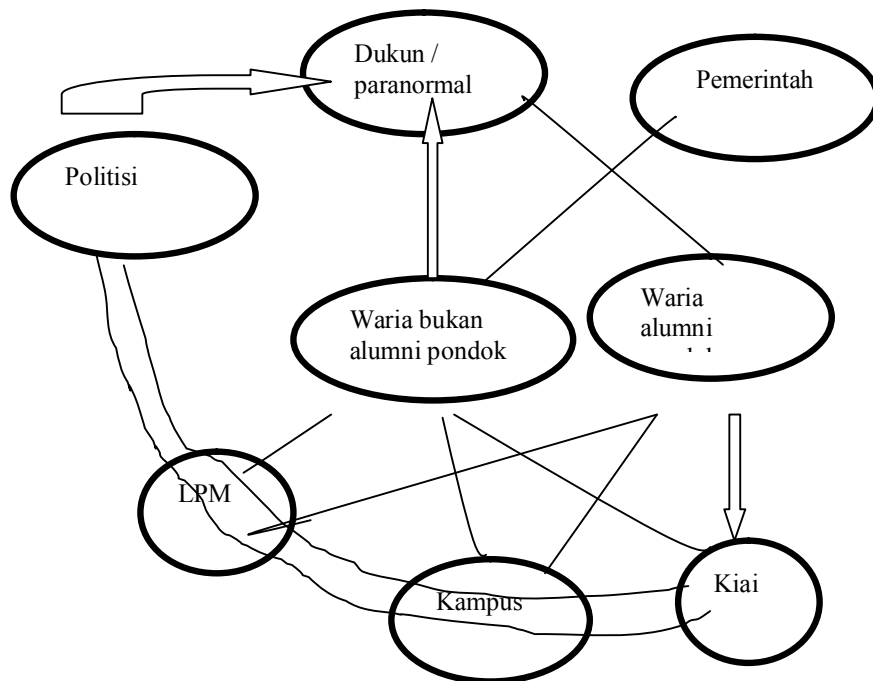 Dukun /
paranormal
Pemerintah
Politisi
Waria bukan
alumni pondok
Waria
alumni
LPM
Kampus
Kiai